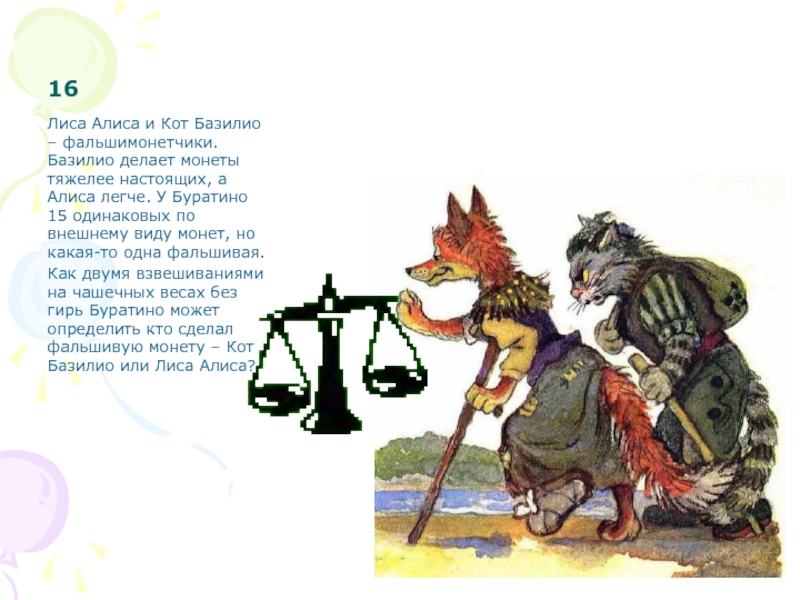 16
Лиса Алиса и Кот Базилио
– фальшимонетчики.
Базилио делает монеты
тяжелее настоящих, а
Алиса легче. У Буратино
15 одинаковых по
внешнему виду монет, но
какая-то одна фальшивая.
Как двумя взвешиваниями
на чашечных весах без
гирь Буратино может
определить кто сделал
фальшивую монету – Кот
Базилио или Лиса Алиса?